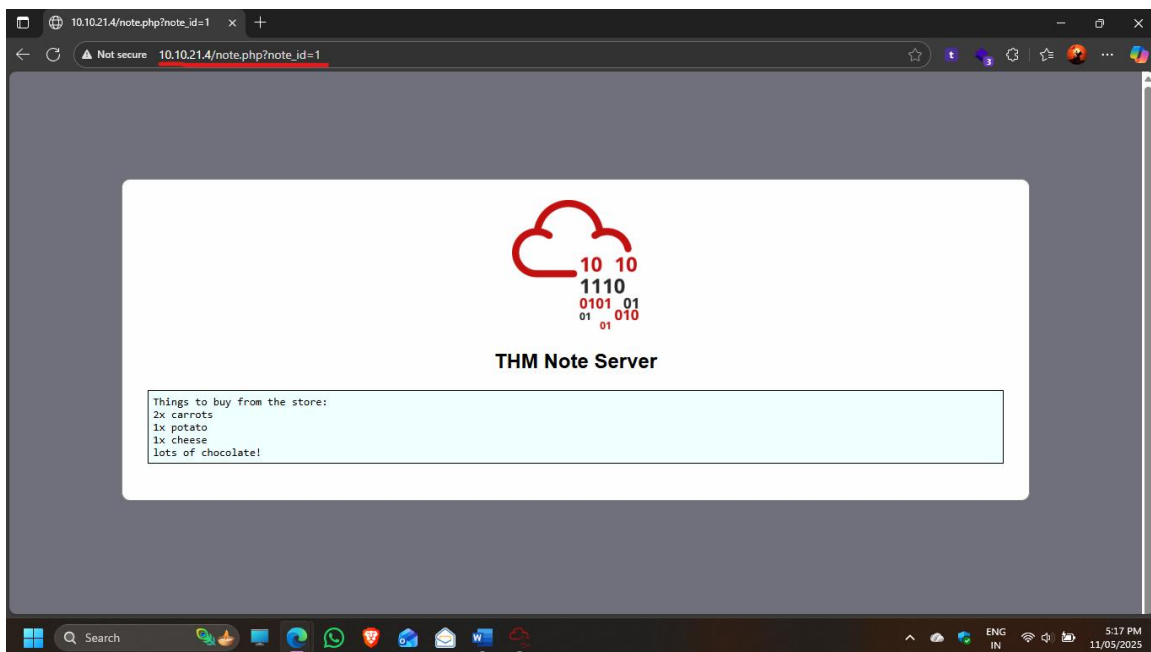 10.10.21.4/note.php?note_id=1
Not secure 10.10.21.4/note.php?note_id=1
3
10 10
1110
0101 01
01 010
01
THM Note Server
Things to buy from the store:
2x carrots
1x potato
1x cheese
lots of chocolate!
Search
ENG
IN
5:17 PM
11/05/2025